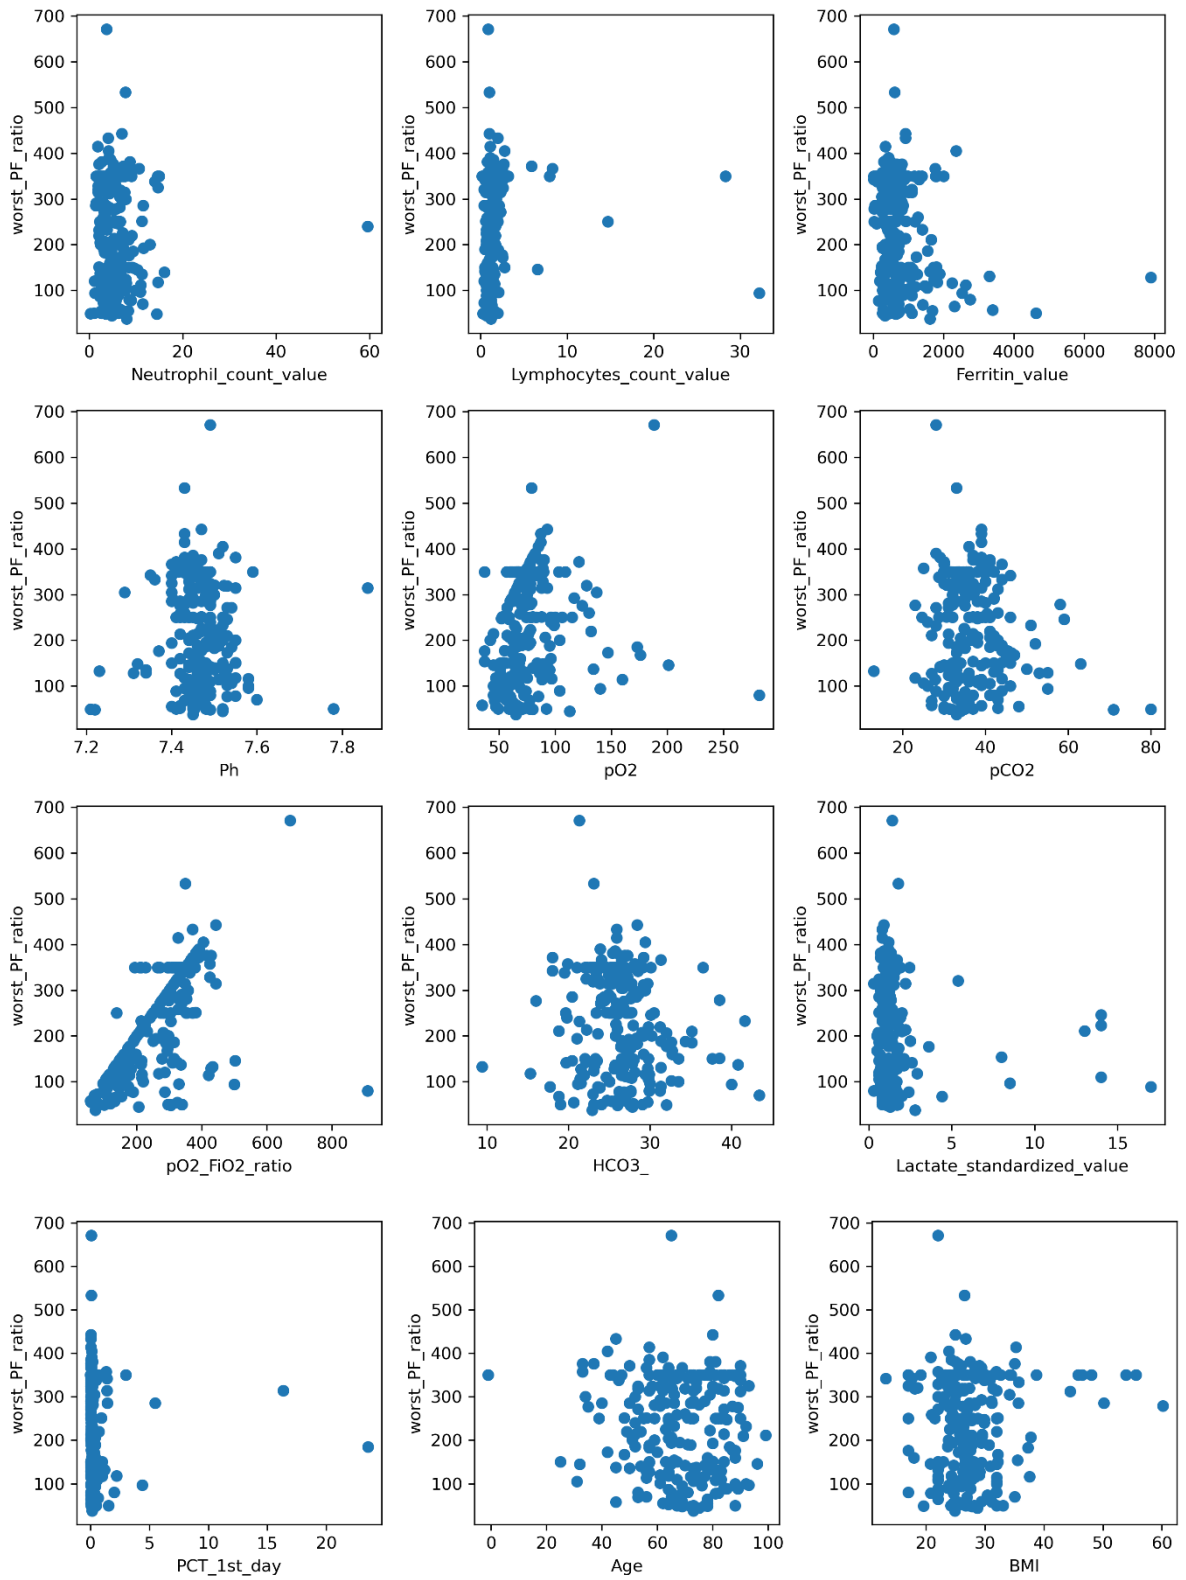 700
600
500
400
300
200
100
worst_PF_ratio
0 20 40 60
Neutrophil_count_value
700
600
500
400
300
200
100
worst_PF_ratio
0 10 20 30
Lymphocytes_count_value
700
600
500
400
300
200
100
worst_PF_ratio
0 2000 4000 6000 8000
Ferritin_value
700
600
500
400
300
200
100
worst_PF_ratio
7.2 7.4 7.6 7.8
Ph
700
600
500
400
300
200
100
worst_PF_ratio
50 100 150 200 250
pO2
700
600
500
400
300
200
100
worst_PF_ratio
20 40 60 80
pCO2
700
600
500
400
300
200
100
worst_PF_ratio
200 400 600 800
pO2_FiO2_ratio
700
600
500
400
300
200
100
worst_PF_ratio
10 20 30 40
HCO3_
700
600
500
400
300
200
100
worst_PF_ratio
0 5 10 15
Lactate_standardized_value
700
600
500
400
300
200
100
worst_PF_ratio
0 5 10 15 20
PCT_1st_day
700
600
500
400
300
200
100
worst_PF_ratio
0 20 40 60 80 100
Age
700
600
500
400
300
200
100
worst_PF_ratio
20 30 40 50 60
BMI